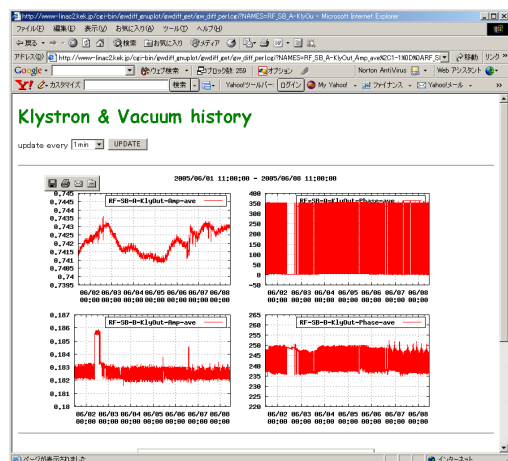 http://www-linac2.kek.jp/cgi-bin/gwdiff_gnuplot/gwdiff_get/gw_diff_per1.cgi?NAMES=RF_SB_A-KlyOu - Microsoft Internet Explorer
ファイル(F) 編集(E) 表示(V) お気に入り(A) ツール(T) ヘルプ(H)
戻る 検索 お気に入り メディア
アドレス(D) 移動 リンク
Google ウェブ検索 ブロック数: 259 オプション Norton AntiVirus Web アシスタント
Y! カスタマイズ 検索 Yahoo!ツールバー ログイン My Yahoo! ファイナンス Yahoo!メール
Klystron & Vacuum history
update every 1min UPDATE
2005/06/01 11:00:00 - 2005/06/08 11:00:00
RF-SB-A-KlyOut-Amp-ave
0.745
0.7445
0.744
0.7435
0.743
0.7425
0.742
0.7415
0.741
0.7405
0.74
0.7395
06/02 06/03 06/04 06/05 06/06 06/07 06/08
00:00 00:00 00:00 00:00 00:00 00:00 00:00
RF-SB-A-KlyOut-Phase-ave
400
350
300
250
200
150
100
50
0
-50
06/02 06/03 06/04 06/05 06/06 06/07 06/08
00:00 00:00 00:00 00:00 00:00 00:00 00:00
RF-SB-B-KlyOut-Amp-ave
0.187
0.186
0.185
0.184
0.183
0.182
0.181
0.18
06/02 06/03 06/04 06/05 06/06 06/07 06/08
00:00 00:00 00:00 00:00 00:00 00:00 00:00
RF-SB-B-KlyOut-Phase-ave
265
260
255
250
245
240
235
230
225
220
06/02 06/03 06/04 06/05 06/06 06/07 06/08
00:00 00:00 00:00 00:00 00:00 00:00 00:00
ページが表示されました
インターネット